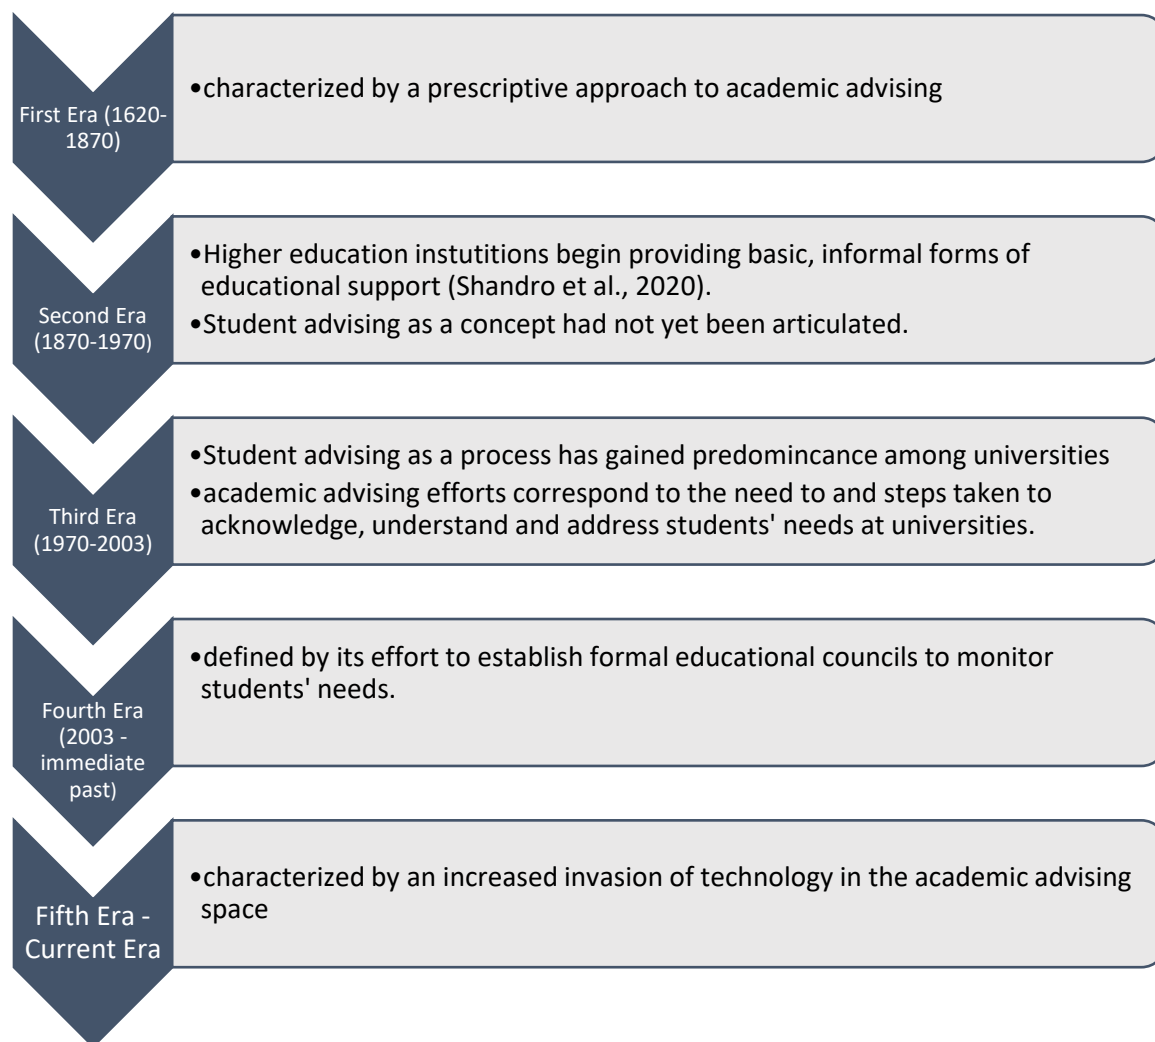 First Era (1620-
1870)
•characterized by a prescriptive approach to academic advising
Second Era
(1870-1970)
•Higher education instutitions begin providing basic, informal forms of
educational support (Shandro et al., 2020).
•Student advising as a concept had not yet been articulated.
Third Era
(1970-2003)
•Student advising as a process has gained predomincance among universities
•academic advising efforts correspond to the need to and steps taken to
acknowledge, understand and address students' needs at universities.
Fourth Era
(2003 -
immediate
past)
•defined by its effort to establish formal educational councils to monitor
students' needs.
Fifth Era -
Current Era
•characterized by an increased invasion of technology in the academic advising
space